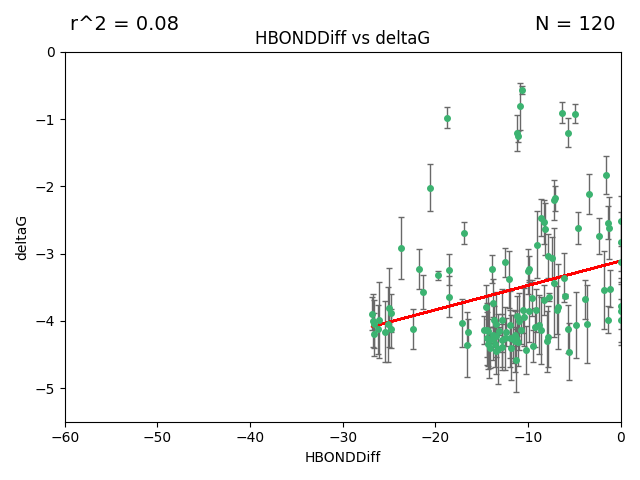 r^2 = 0.08
N = 120
HBONDDiff vs deltaG
0
−1
−2
−3
−4
−5
deltaG
−60 −50 −40 −30 −20 −10 0
HBONDDiff